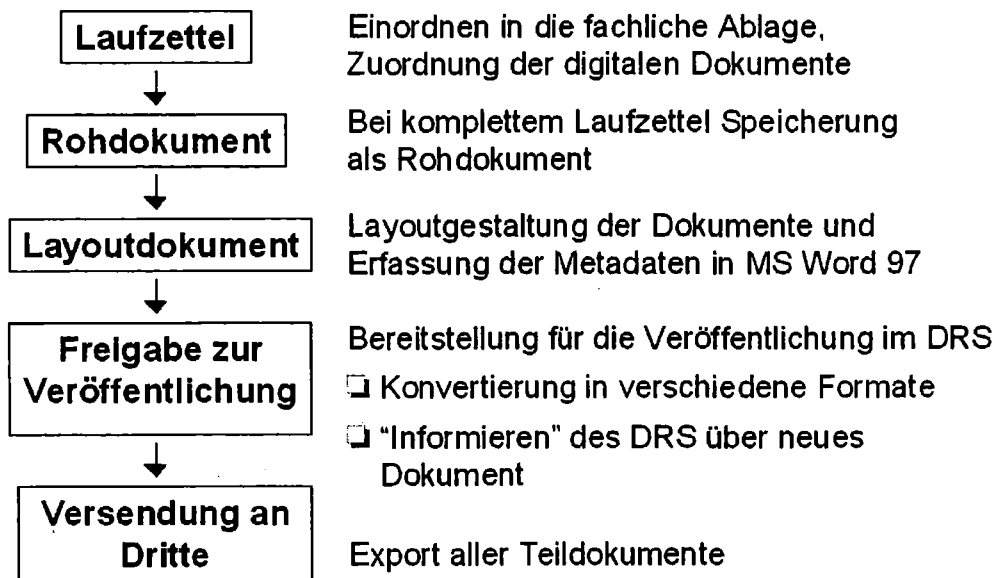 Laufzettel
Einordnen in die fachliche Ablage,
Zuordnung der digitalen Dokumente
Rohdokument
Bei komplettem Laufzettel Speicherung
als Rohdokument
Layoutdokument
Layoutgestaltung der Dokumente und
Erfassung der Metadaten in MS Word 97
Freigabe zur
Veröffentlichung
Bereitstellung für die Veröffentlichung im DRS
❑ Konvertierung in verschiedene Formate
❑ "Informieren" des DRS über neues
Dokument
Versendung an
Dritte
Export aller Teildokumente